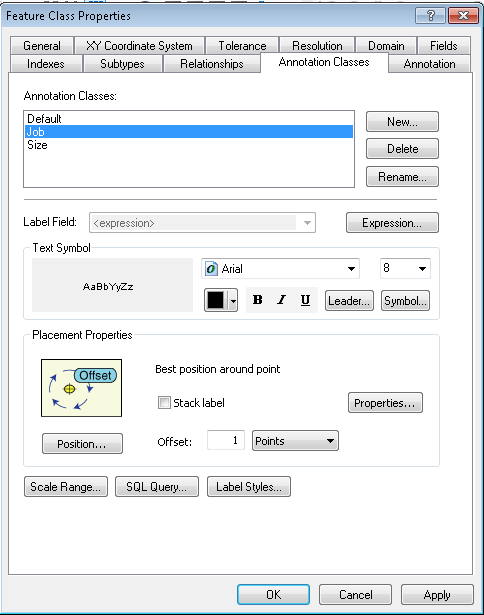 Feature Class Properties
General XY Coordinate System Tolerance Resolution Domain Fields
Indexes Subtypes Relationships Annotation Classes Annotation
Annotation Classes:
Default
Job
Size
New...
Delete
Rename...
Label Field: <expression> Expression...
Text Symbol
AaBbYyZz
Arial 8
B I U Leader... Symbol...
Placement Properties
Offset
Best position around point
Stack label Properties...
Position... Offset: 1 Points
Scale Range... SQL Query... Label Styles...
OK Cancel Apply